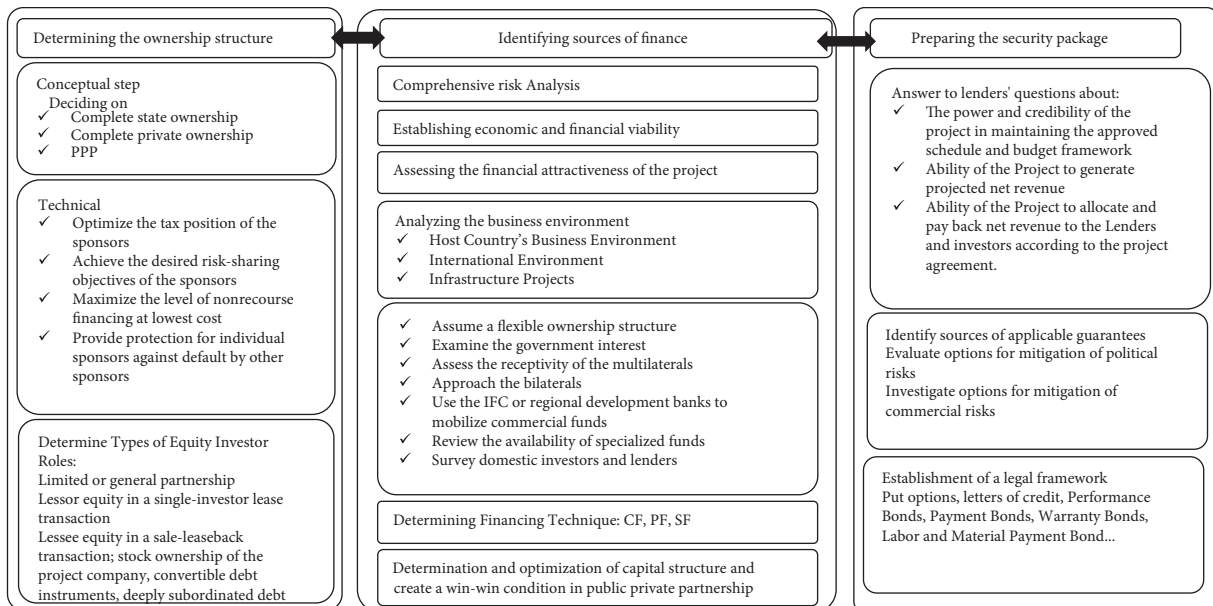 Determining the ownership structure
Conceptual step
Deciding on
✓ Complete state ownership
✓ Complete private ownership
✓ PPP
Technical
✓ Optimize the tax position of the
sponsors
✓ Achieve the desired risk-sharing
objectives of the sponsors
✓ Maximize the level of nonrecourse
financing at lowest cost
✓ Provide protection for individual
sponsors against default by other
sponsors
Determine Types of Equity Investor
Roles:
Limited or general partnership
Lessor equity in a single-investor lease
transaction
Lessee equity in a sale-leaseback
transaction; stock ownership of the
project company, convertible debt
instruments, deeply subordinated debt
Identifying sources of finance
Comprehensive risk Analysis
Establishing economic and financial viability
Assessing the financial attractiveness of the project
Analyzing the business environment
✓ Host Country's Business Environment
✓ International Environment
✓ Infrastructure Projects
✓ Assume a flexible ownership structure
✓ Examine the government interest
✓ Assess the receptivity of the multilaterals
✓ Approach the bilaterals
✓ Use the IFC or regional development banks to
mobilize commercial funds
✓ Review the availability of specialized funds
✓ Survey domestic investors and lenders
Determining Financing Technique: CF, PF, SF
Determination and optimization of capital structure and
create a win-win condition in public private partnership
Preparing the security package
Answer to lenders' questions about:
✓ The power and credibility of the
project in maintaining the approved
schedule and budget framework
✓ Ability of the Project to generate
projected net revenue
✓ Ability of the Project to allocate and
pay back net revenue to the Lenders
and investors according to the project
agreement.
Identify sources of applicable guarantees
Evaluate options for mitigation of political
risks
Investigate options for mitigation of
commercial risks
Establishment of a legal framework
Put options, letters of credit, Performance
Bonds, Payment Bonds, Warranty Bonds,
Labor and Material Payment Bond...